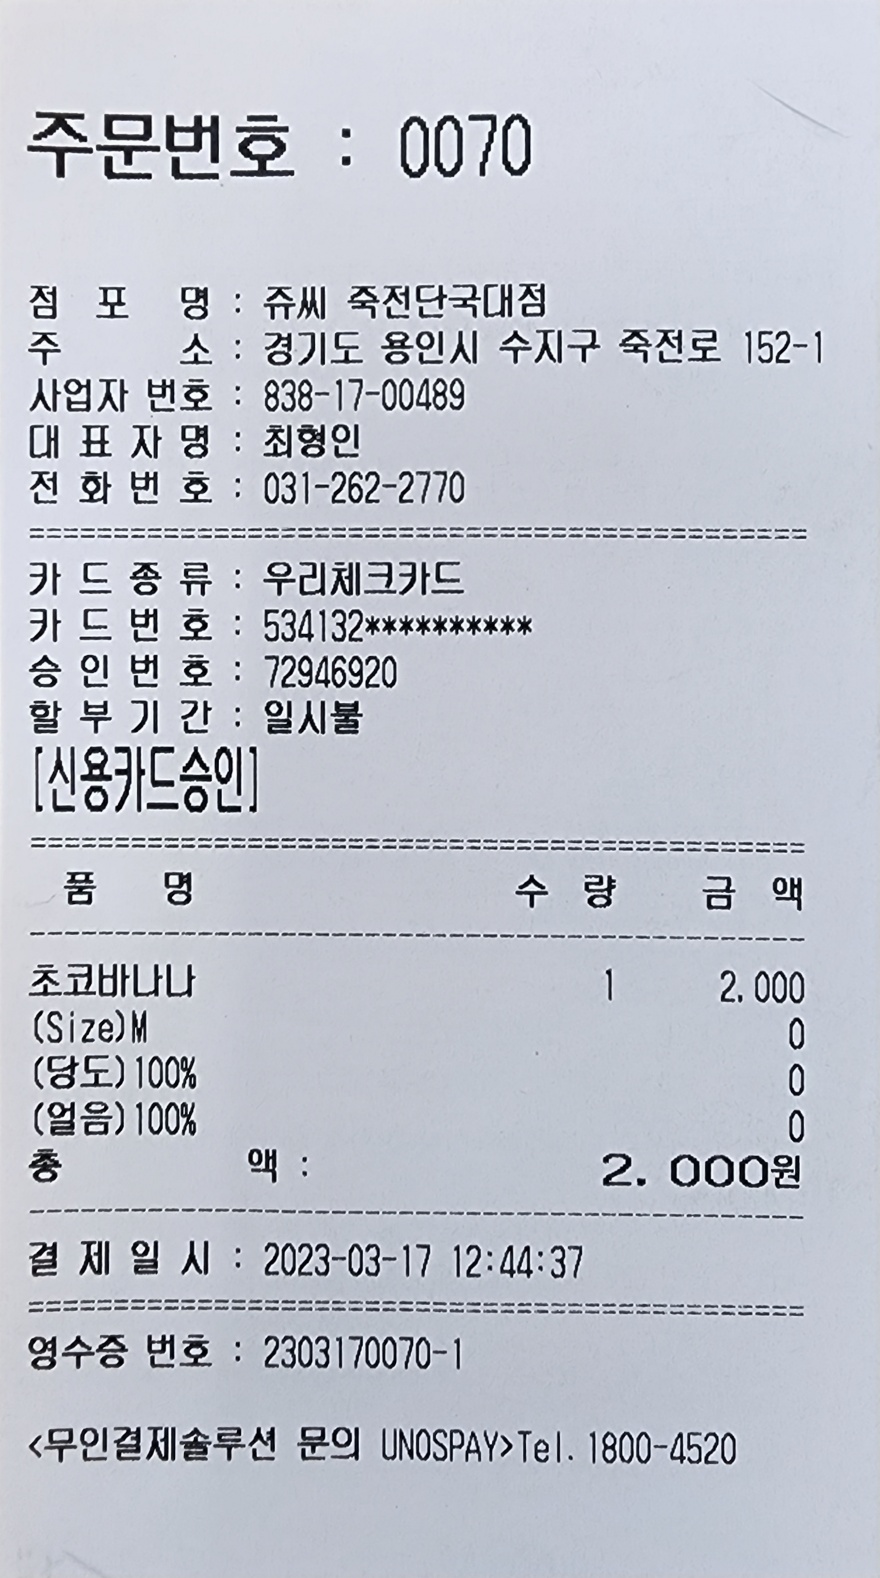 주문번호 : 0070
점 포 명 : 쥬씨 죽전단국대점
주 소 : 경기도 용인시 수지구 죽전로 152-1
사업자 번호 : 838-17-00489
대 표 자 명 : 최형인
전 화 번 호 : 031-262-2770
================================================
카 드 종 류 : 우리체크카드
카 드 번 호 : 534132**********
승 인 번 호 : 72946920
할 부 기 간 : 일시불
[신용카드승인]
================================================
품 명 수 량 금 액
------------------------------------------------
초코바나나 1 2,000
(Size)M 0
(당도)100% 0
(얼음)100% 0
총 액 : 2,000원
------------------------------------------------
결 제 일 시 : 2023-03-17 12:44:37
================================================
영수증 번호 : 2303170070-1
<무인결제솔루션 문의 UNOSPAY>Tel.1800-4520